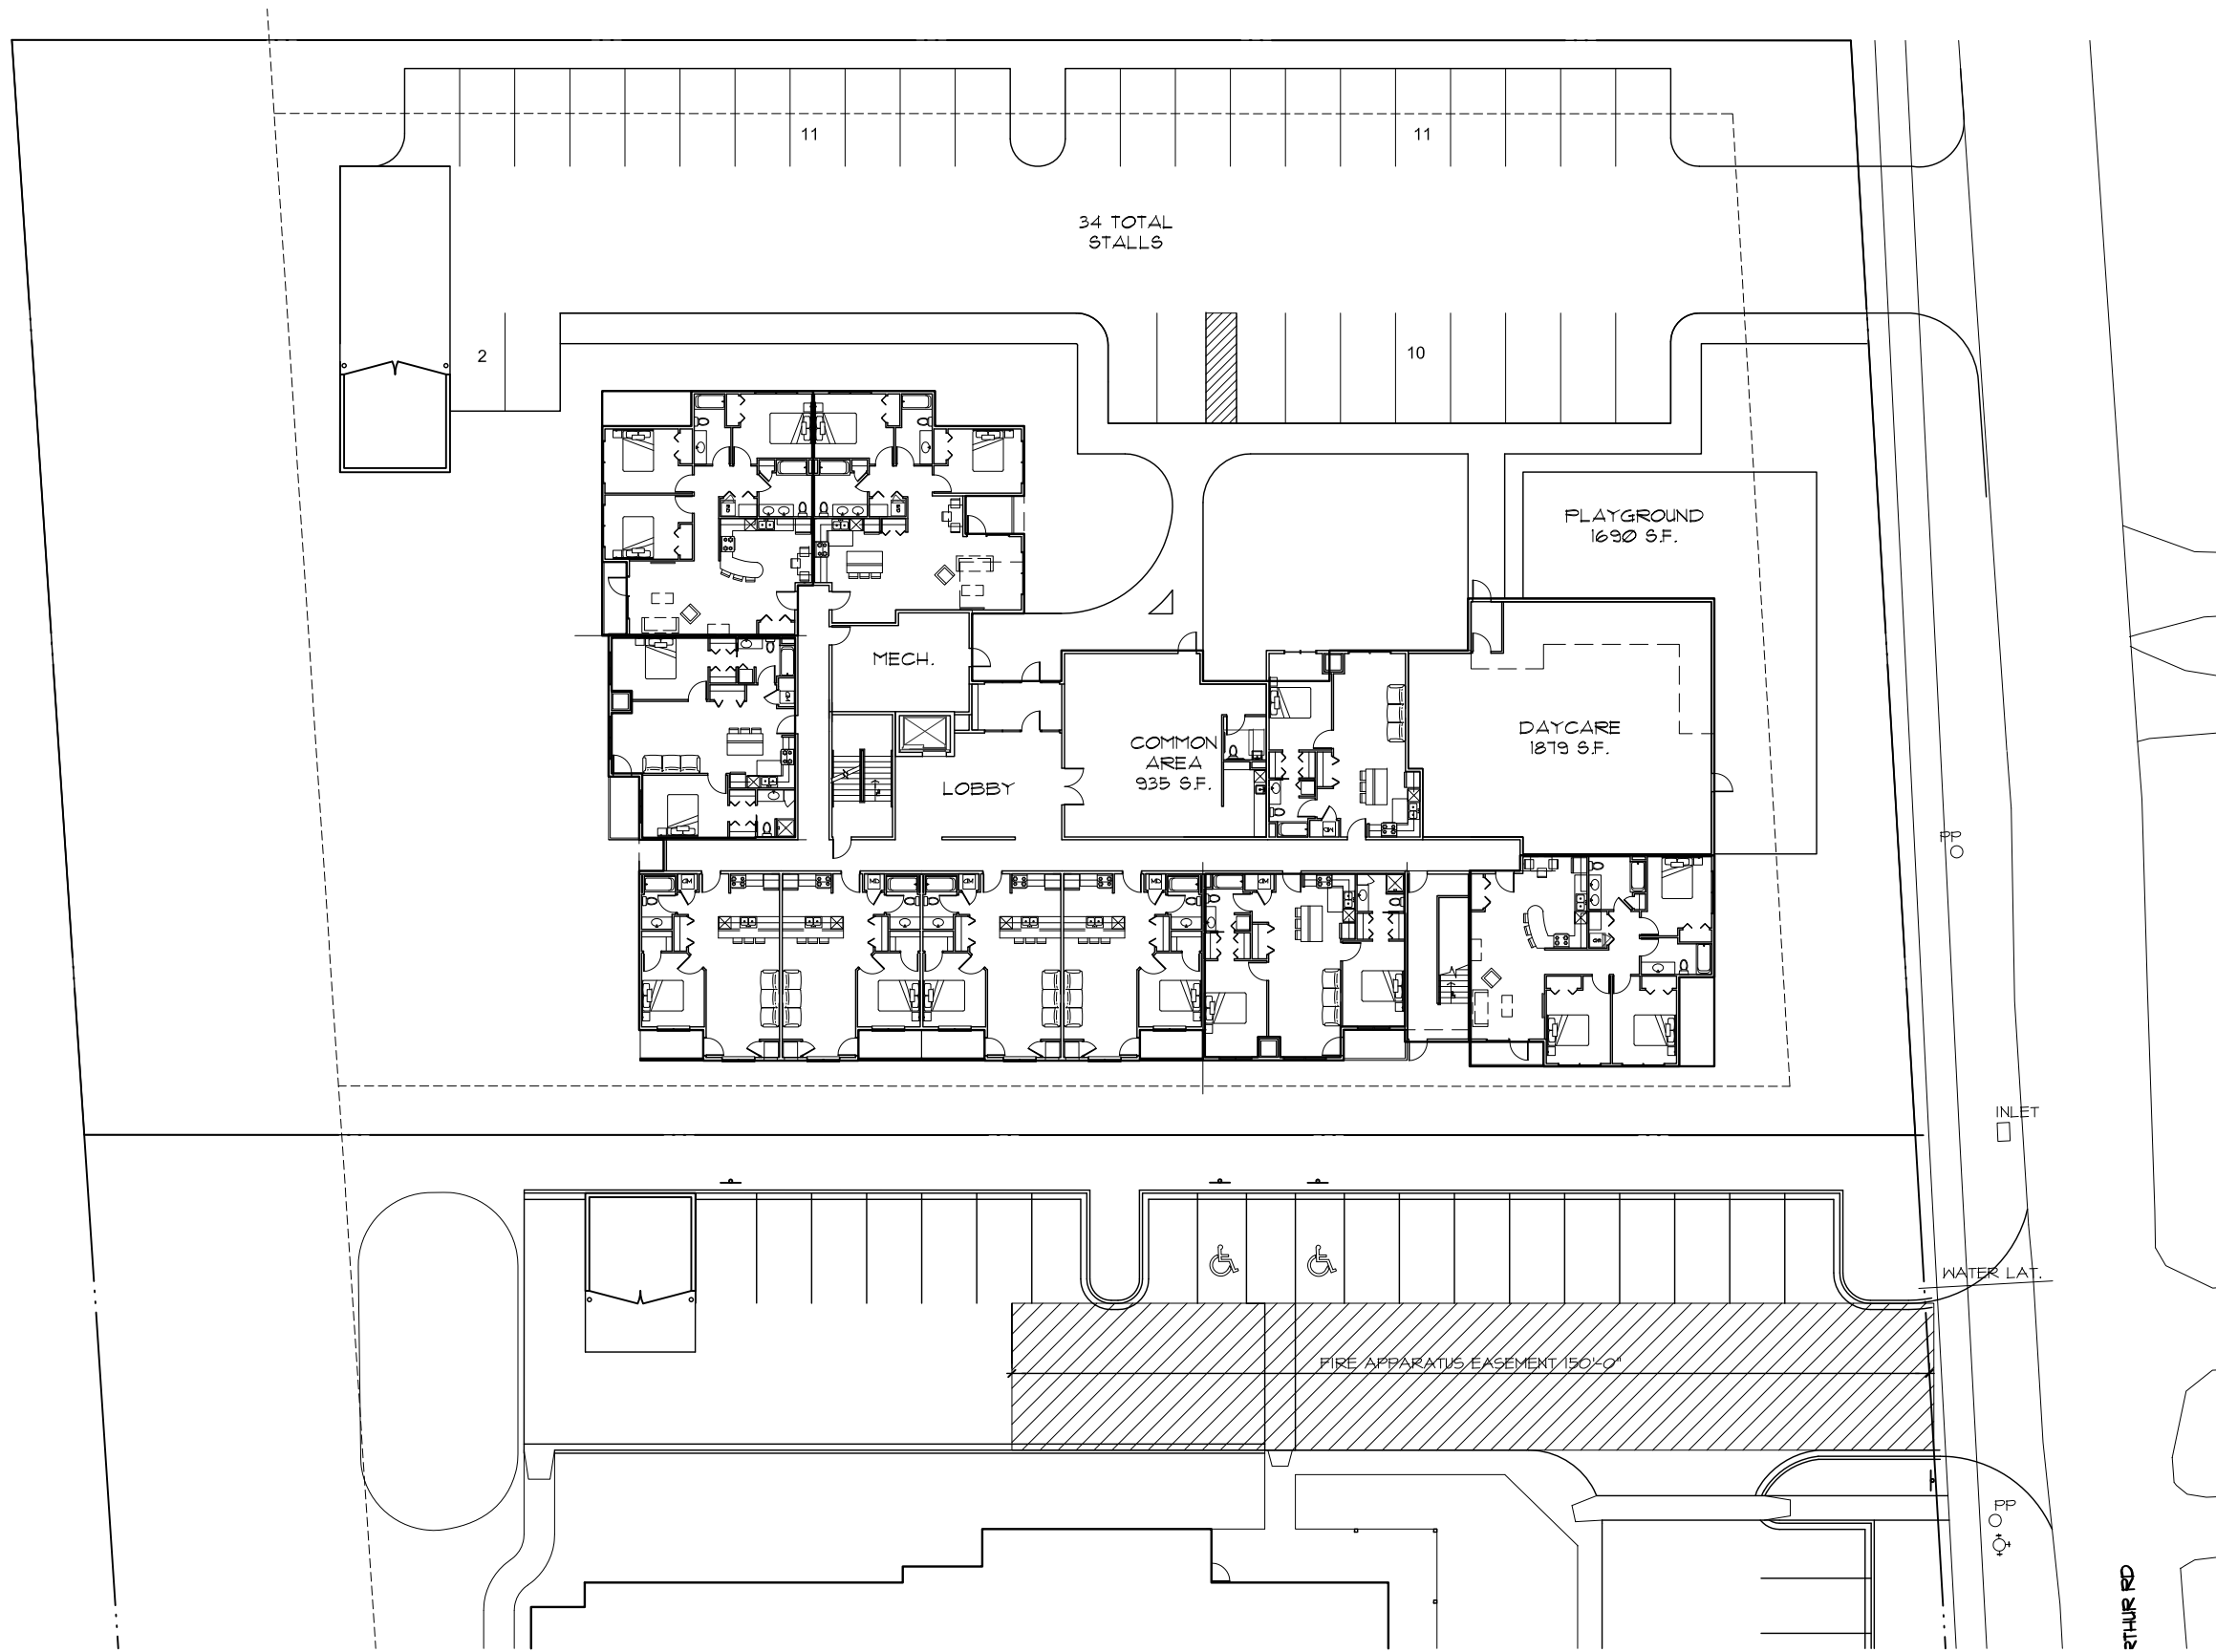 11
11
34 TOTAL
STALLS
2
10
PLAYGROUND
1690 S.F.
MECH.
DAYCARE
1879 S.F.
COMMON
AREA
935 S.F.
LOBBY
PP
INLET
WATER LAT.
FIRE APPARATUS EASEMENT 150'-0"
PP
RTHUR RD